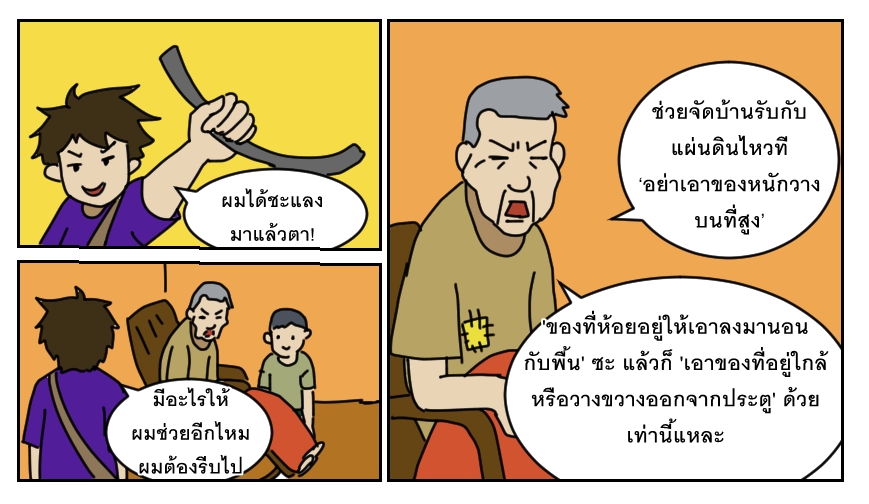 ผมได้ชะแลง
มาแล้วตา!
มีอะไรให้
ผมช่วยอีกไหม
ผมต้องรีบไป
ช่วยจัดบ้านรับกับ
แผ่นดินไหวที
‘อย่าเอาของหนักวาง
บนที่สูง’
'ของที่ห้อยอยู่ให้เอาลงมานอน
กับพื้น' ซะ แล้วก็ 'เอาของที่อยู่ใกล้
หรือวางขวางออกจากประตู' ด้วย
เท่านี้แหละ